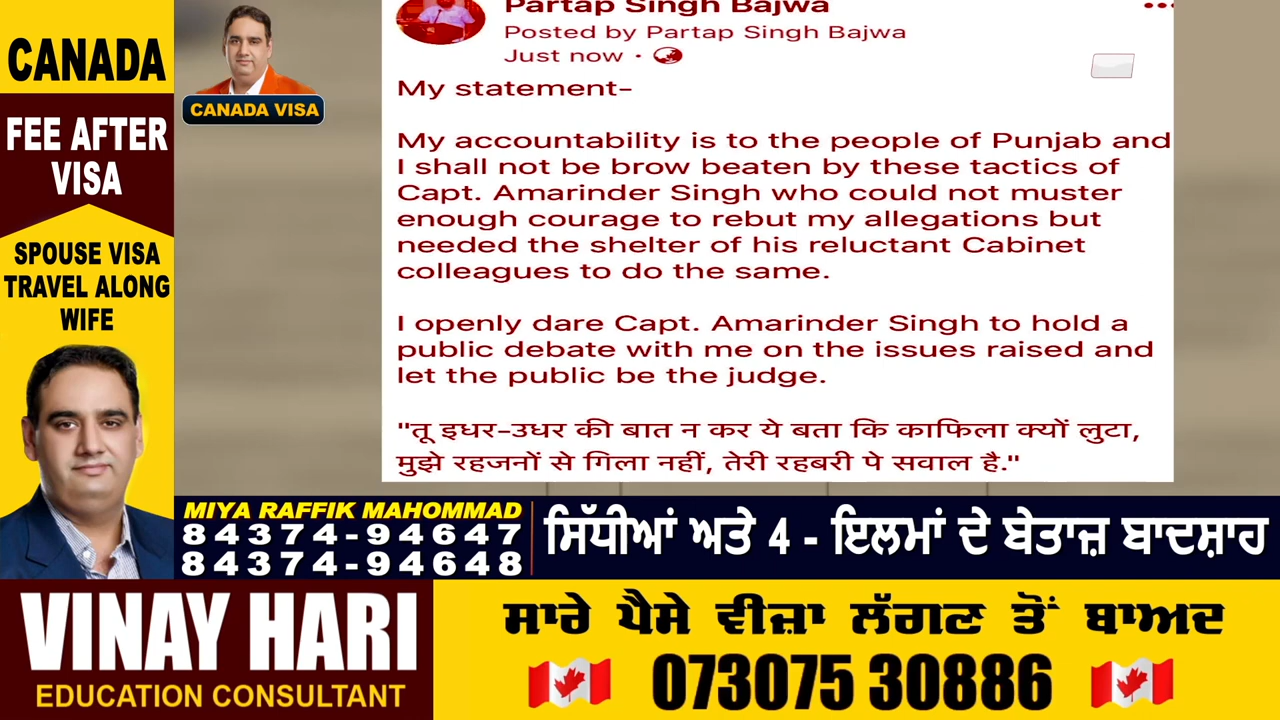 CANADA
FEE AFTER
VISA
SPOUSE VISA
TRAVEL ALONG
WIFE
CANADA VISA
Partap Singh Bajwa
Posted by Partap Singh Bajwa
Just now ·
My statement-
My accountability is to the people of Punjab and
I shall not be brow beaten by these tactics of
Capt. Amarinder Singh who could not muster
enough courage to rebut my allegations but
needed the shelter of his reluctant Cabinet
colleagues to do the same.
I openly dare Capt. Amarinder Singh to hold a
public debate with me on the issues raised and
let the public be the judge.
"तू इधर-उधर की बात न कर ये बता कि काफिला क्यों लुटा,
मुझे रहजनों से गिला नहीं, तेरी रहबरी पे सवाल है."
MIYA RAFFIK MAHOMMAD
84374-94647
84374-94648
ਸਿੱਧੀਆਂ ਅਤੇ 4 - ਇਲਮਾਂ ਦੇ ਬੇਤਾਜ਼ ਬਾਦਸ਼ਾਹ
VINAY HARI
EDUCATION CONSULTANT
ਸਾਰੇ ਪੈਸੇ ਵੀਜ਼ਾ ਲੱਗਣ ਤੋਂ ਬਾਅਦ
073075 30886